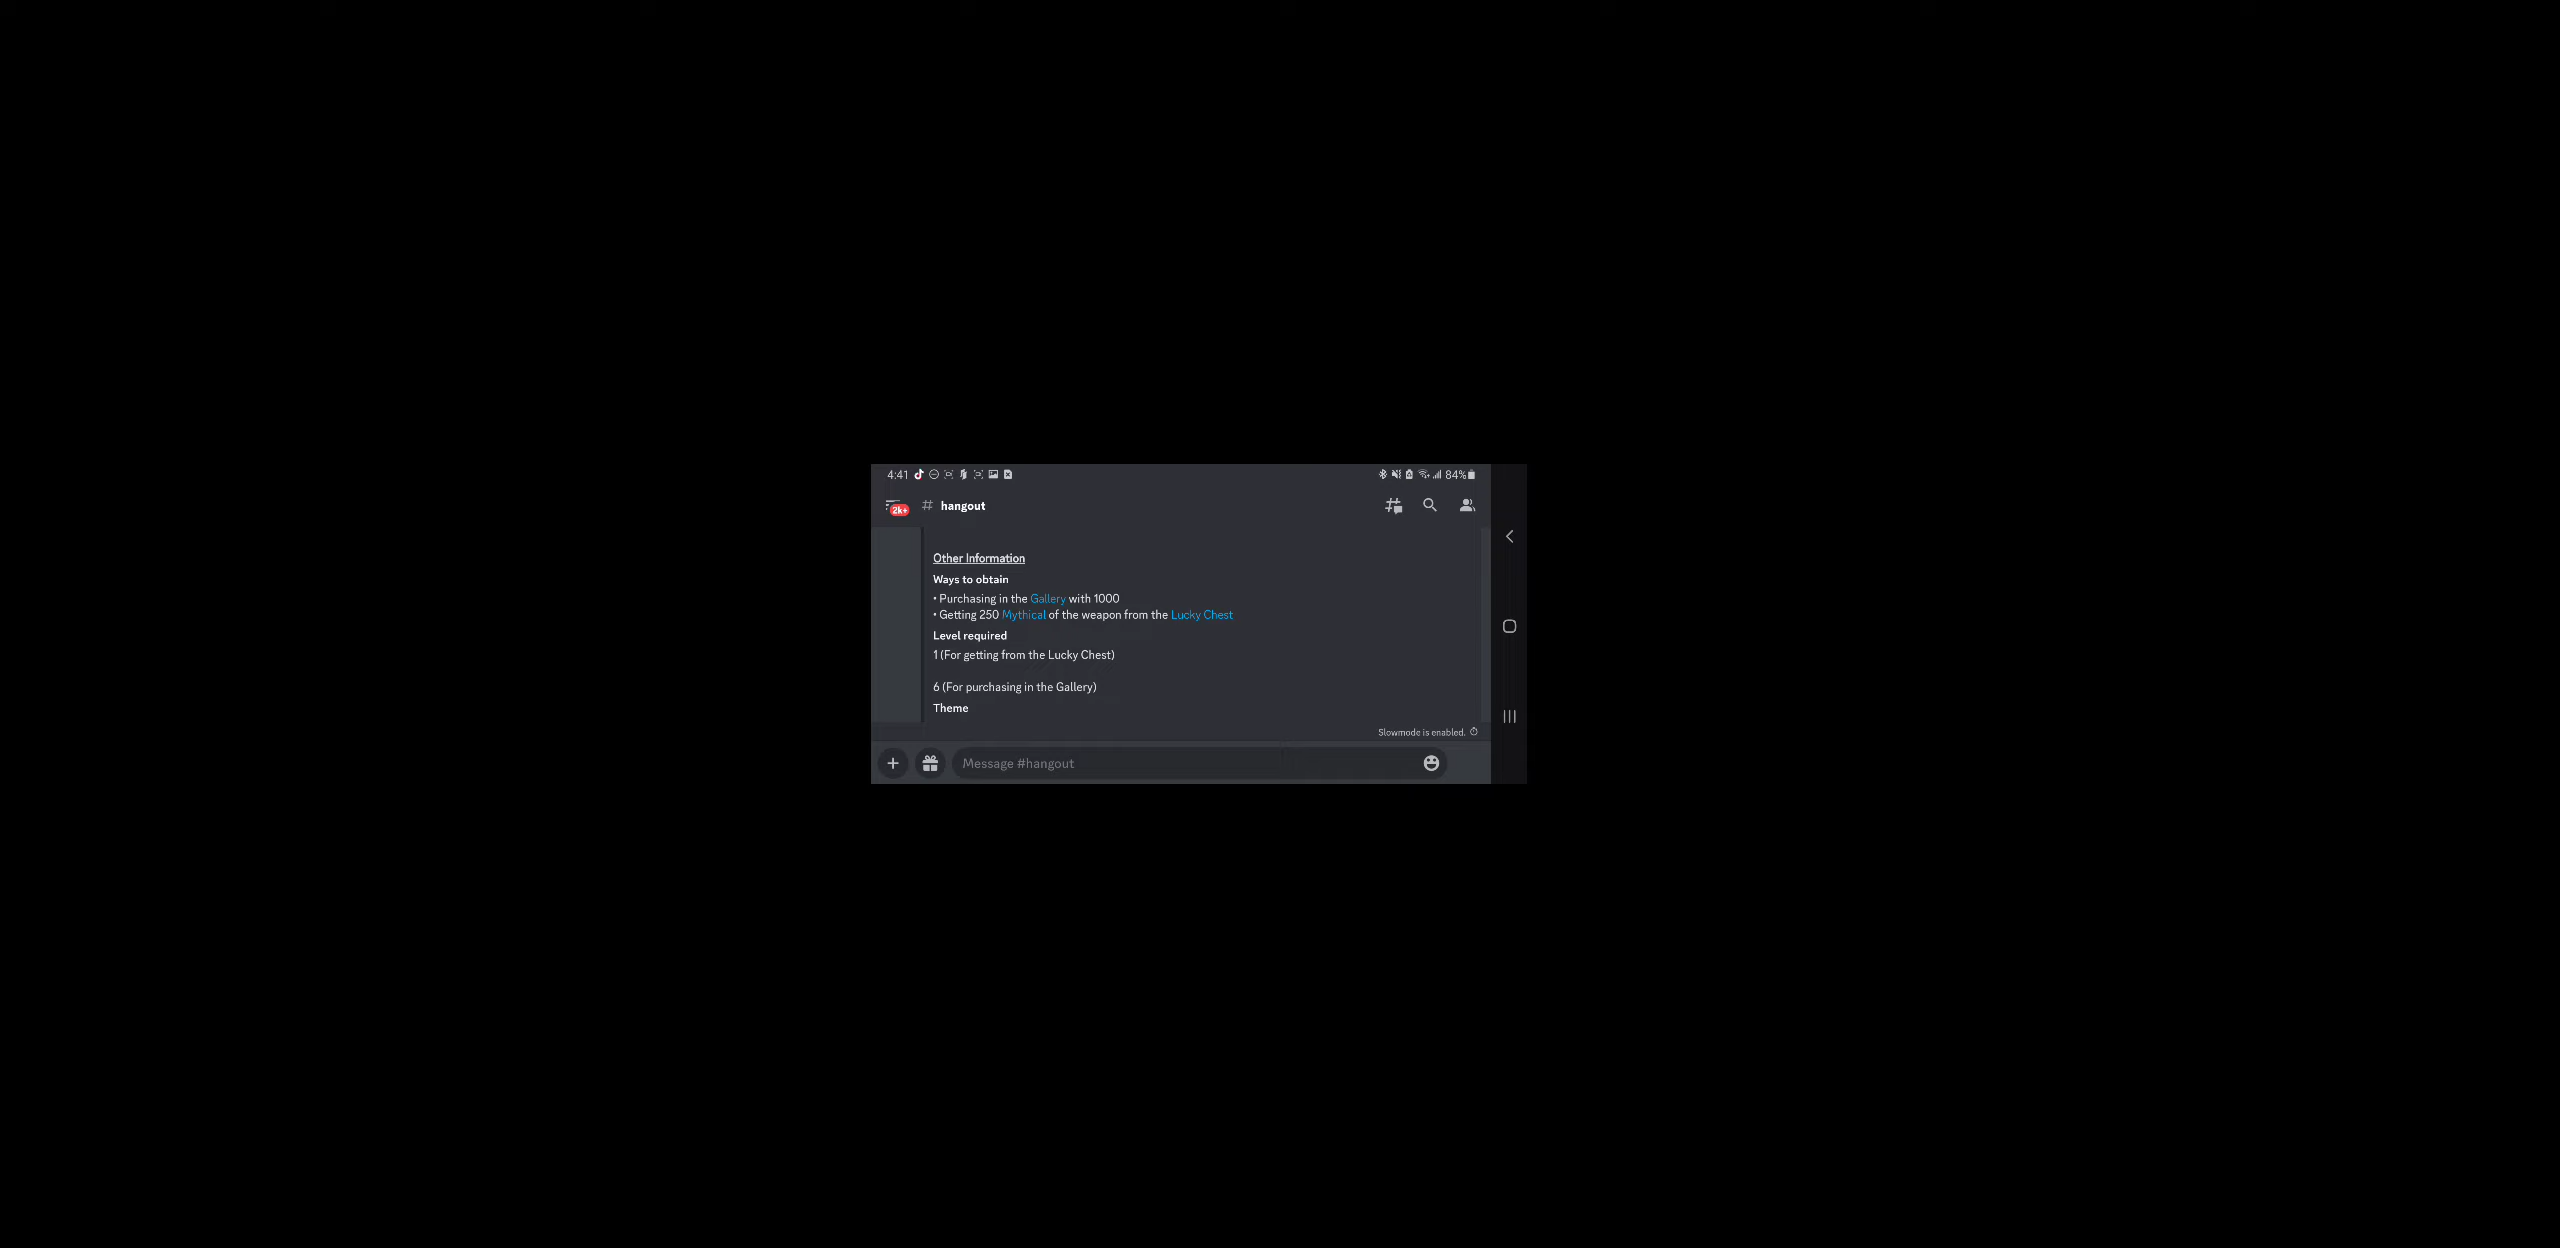 4:41 84%
2k+ # hangout
Other Information
Ways to obtain
• Purchasing in the Gallery with 1000
• Getting 250 Mythical of the weapon from the Lucky Chest
Level required
1 (For getting from the Lucky Chest)
6 (For purchasing in the Gallery)
Theme
Slowmode is enabled.
Message #hangout